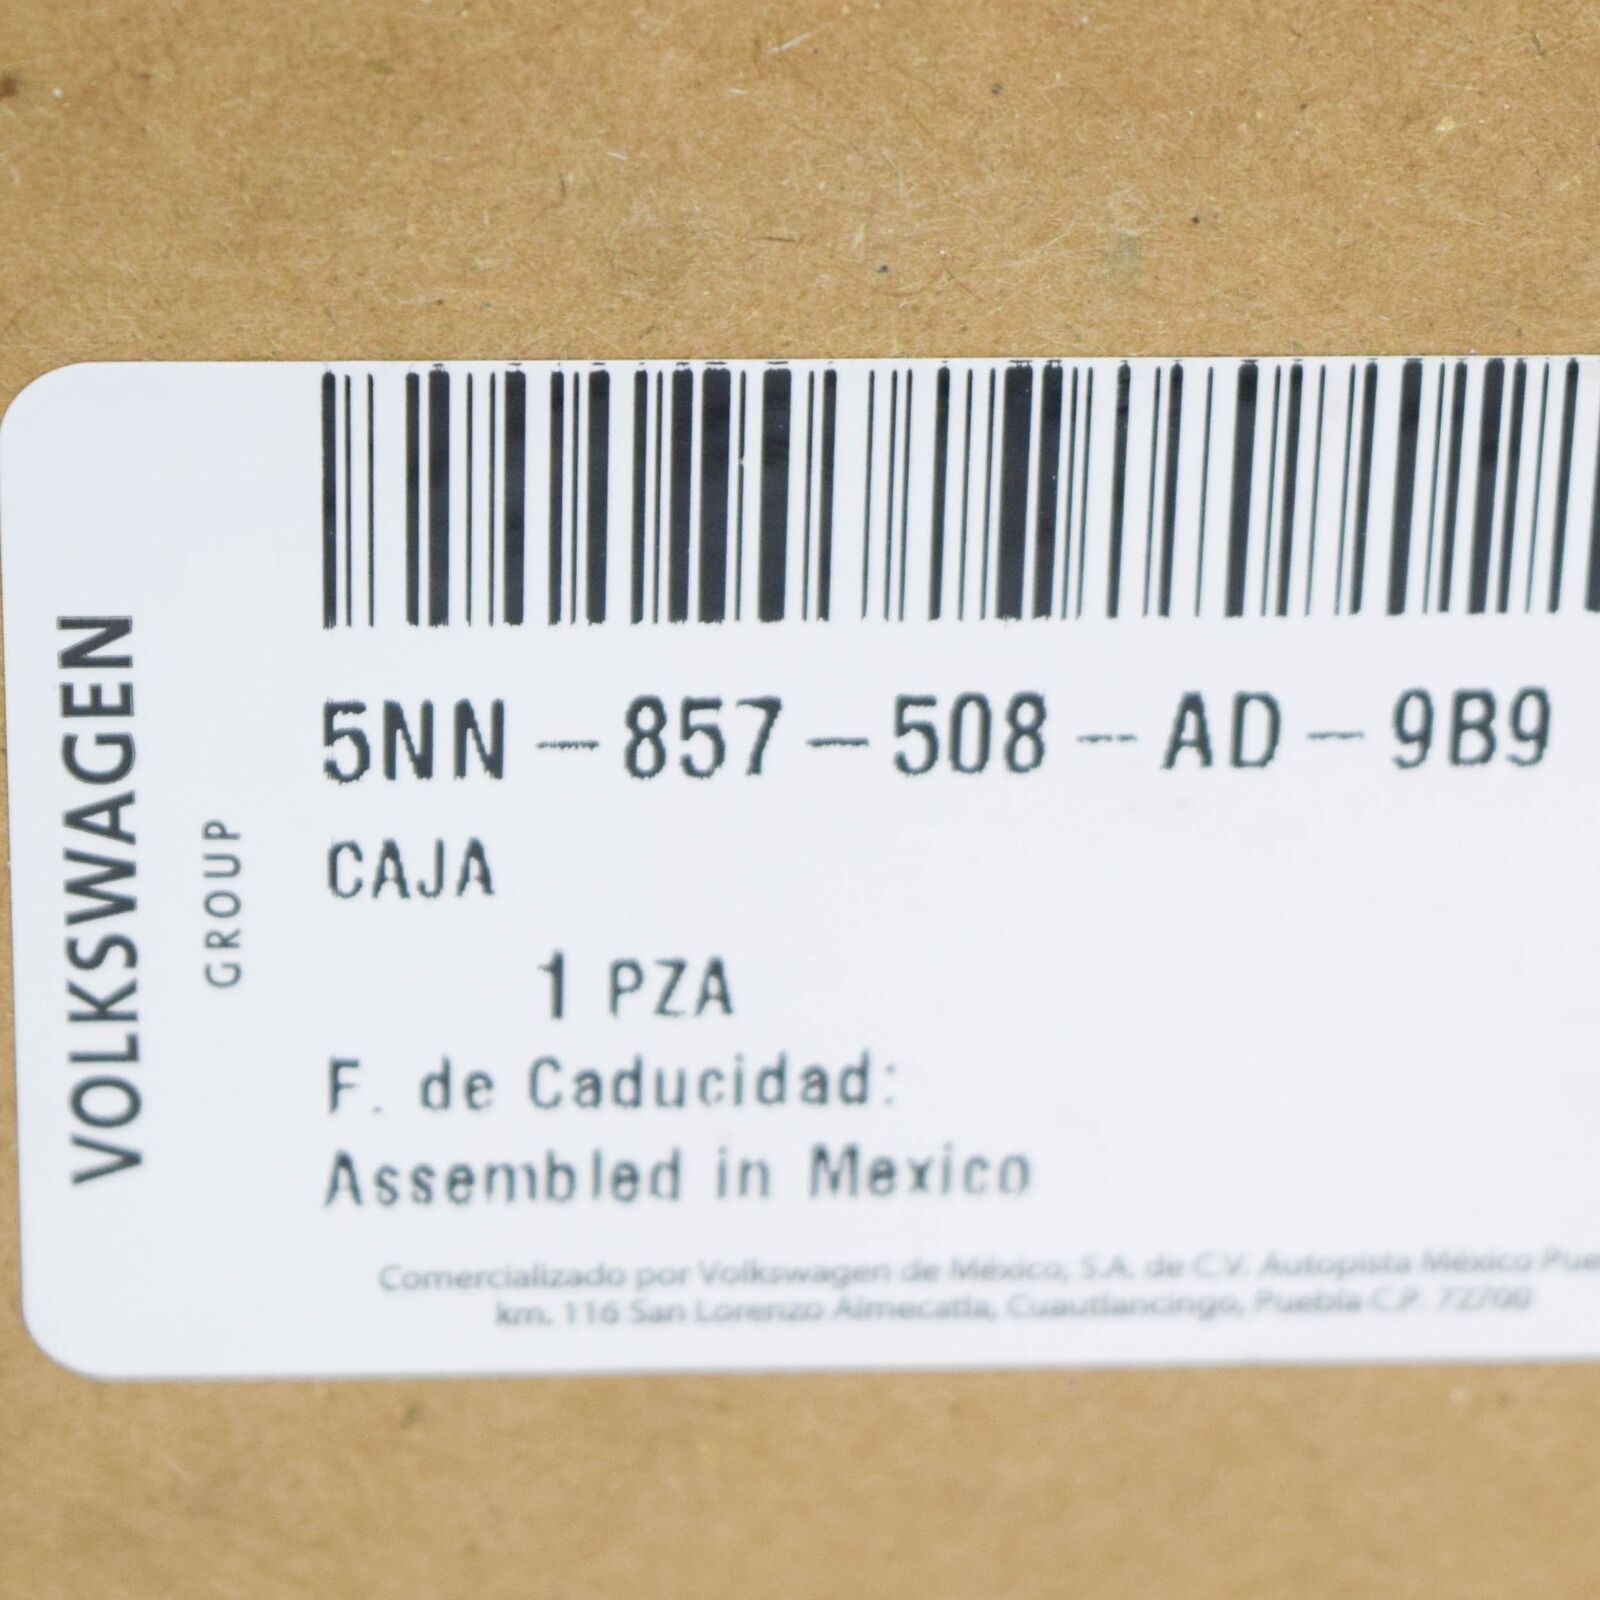 VOLKSWAGEN
GROUP
5NN-857-508-AD-9B9
CAJA
1 PZA
F. de Caducidad:
Assembled in Mexico
Comercializado por Volkswagen de México, S.A. de C.V. Autopista México Pue
km. 116 San Lorenzo Almecatla, Cuautlancingo, Puebla C.P. 72700